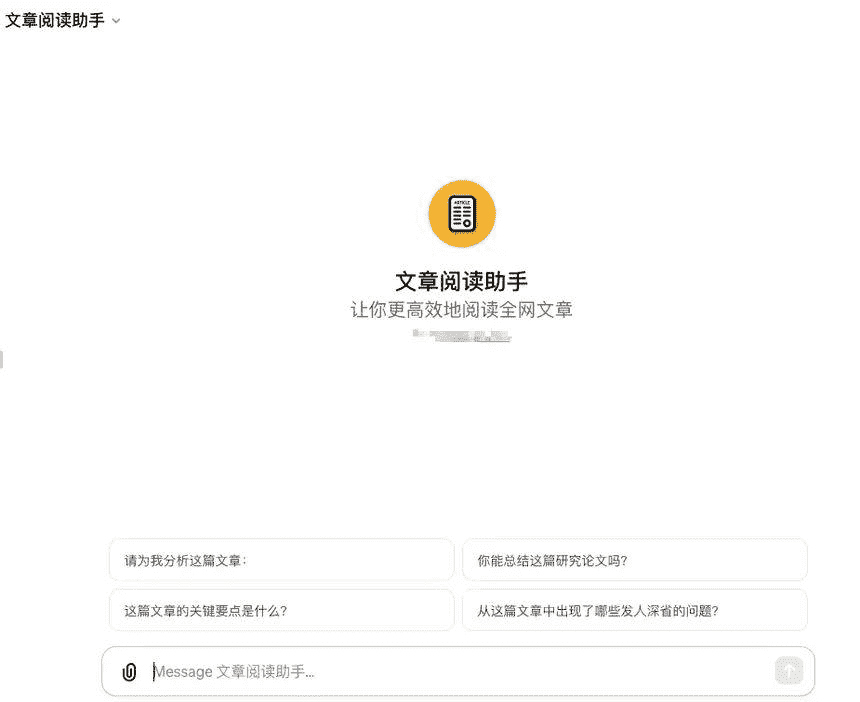 文章阅读助手
ARTICLE
文章阅读助手
让你更高效地阅读全网文章
请为我分析这篇文章：
你能总结这篇研究论文吗？
这篇文章的关键要点是什么？
从这篇文章中出现了哪些发人深省的问题？
Message 文章阅读助手...